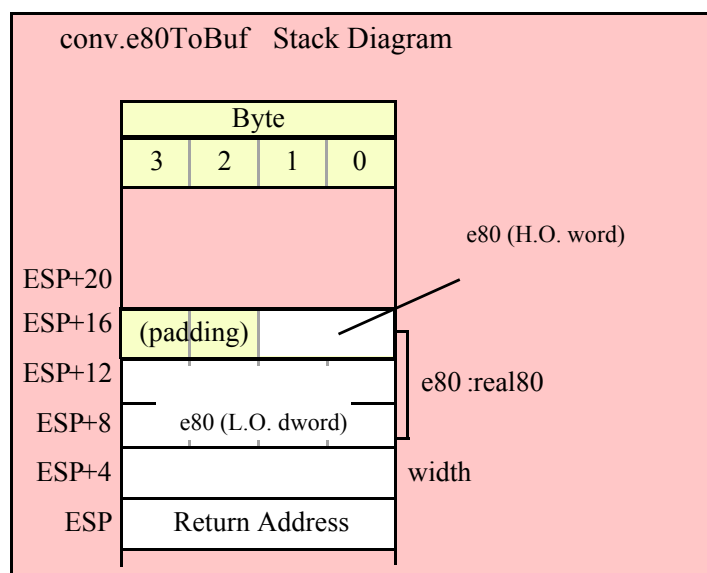 conv.e80ToBuf Stack Diagram
Byte
3 2 1 0
e80 (H.O. word)
ESP+20
ESP+16 (padding)
ESP+12
e80 :real80
ESP+8 e80 (L.O. dword)
ESP+4 width
ESP Return Address